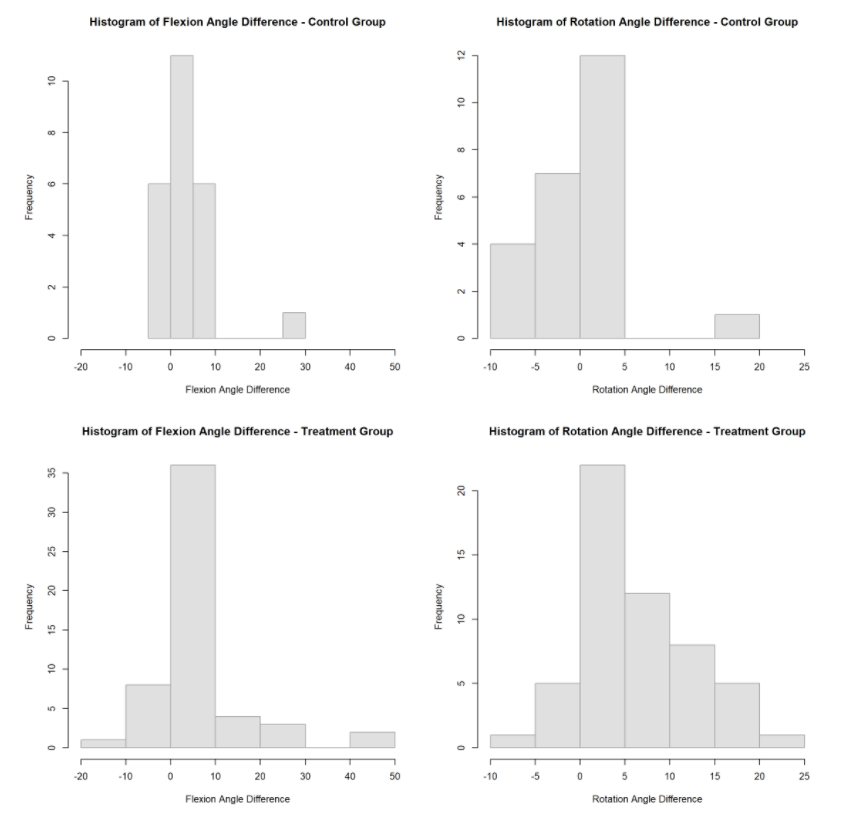 Histogram of Flexion Angle Difference - Control Group
Frequency
10
8
6
4
2
0
-20 -10 0 10 20 30 40 50
Flexion Angle Difference
Histogram of Rotation Angle Difference - Control Group
Frequency
12
10
8
6
4
2
0
-10 -5 0 5 10 15 20 25
Rotation Angle Difference
Histogram of Flexion Angle Difference - Treatment Group
Frequency
35
30
25
20
15
10
5
0
-20 -10 0 10 20 30 40 50
Flexion Angle Difference
Histogram of Rotation Angle Difference - Treatment Group
Frequency
20
15
10
5
0
-10 -5 0 5 10 15 20 25
Rotation Angle Difference